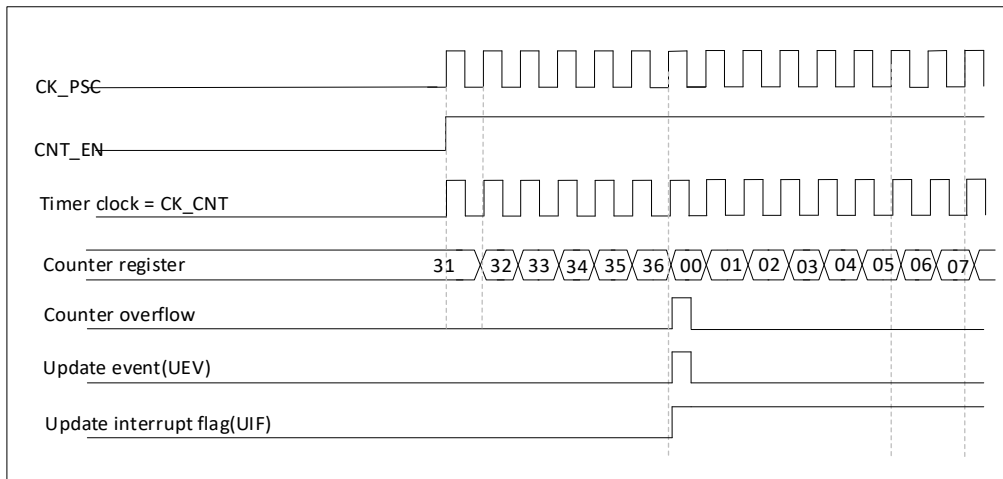 CK_PSC
CNT_EN
Timer clock = CK_CNT
Counter register 31 32 33 34 35 36 00 01 02 03 04 05 06 07
Counter overflow
Update event(UEV)
Update interrupt flag(UIF)